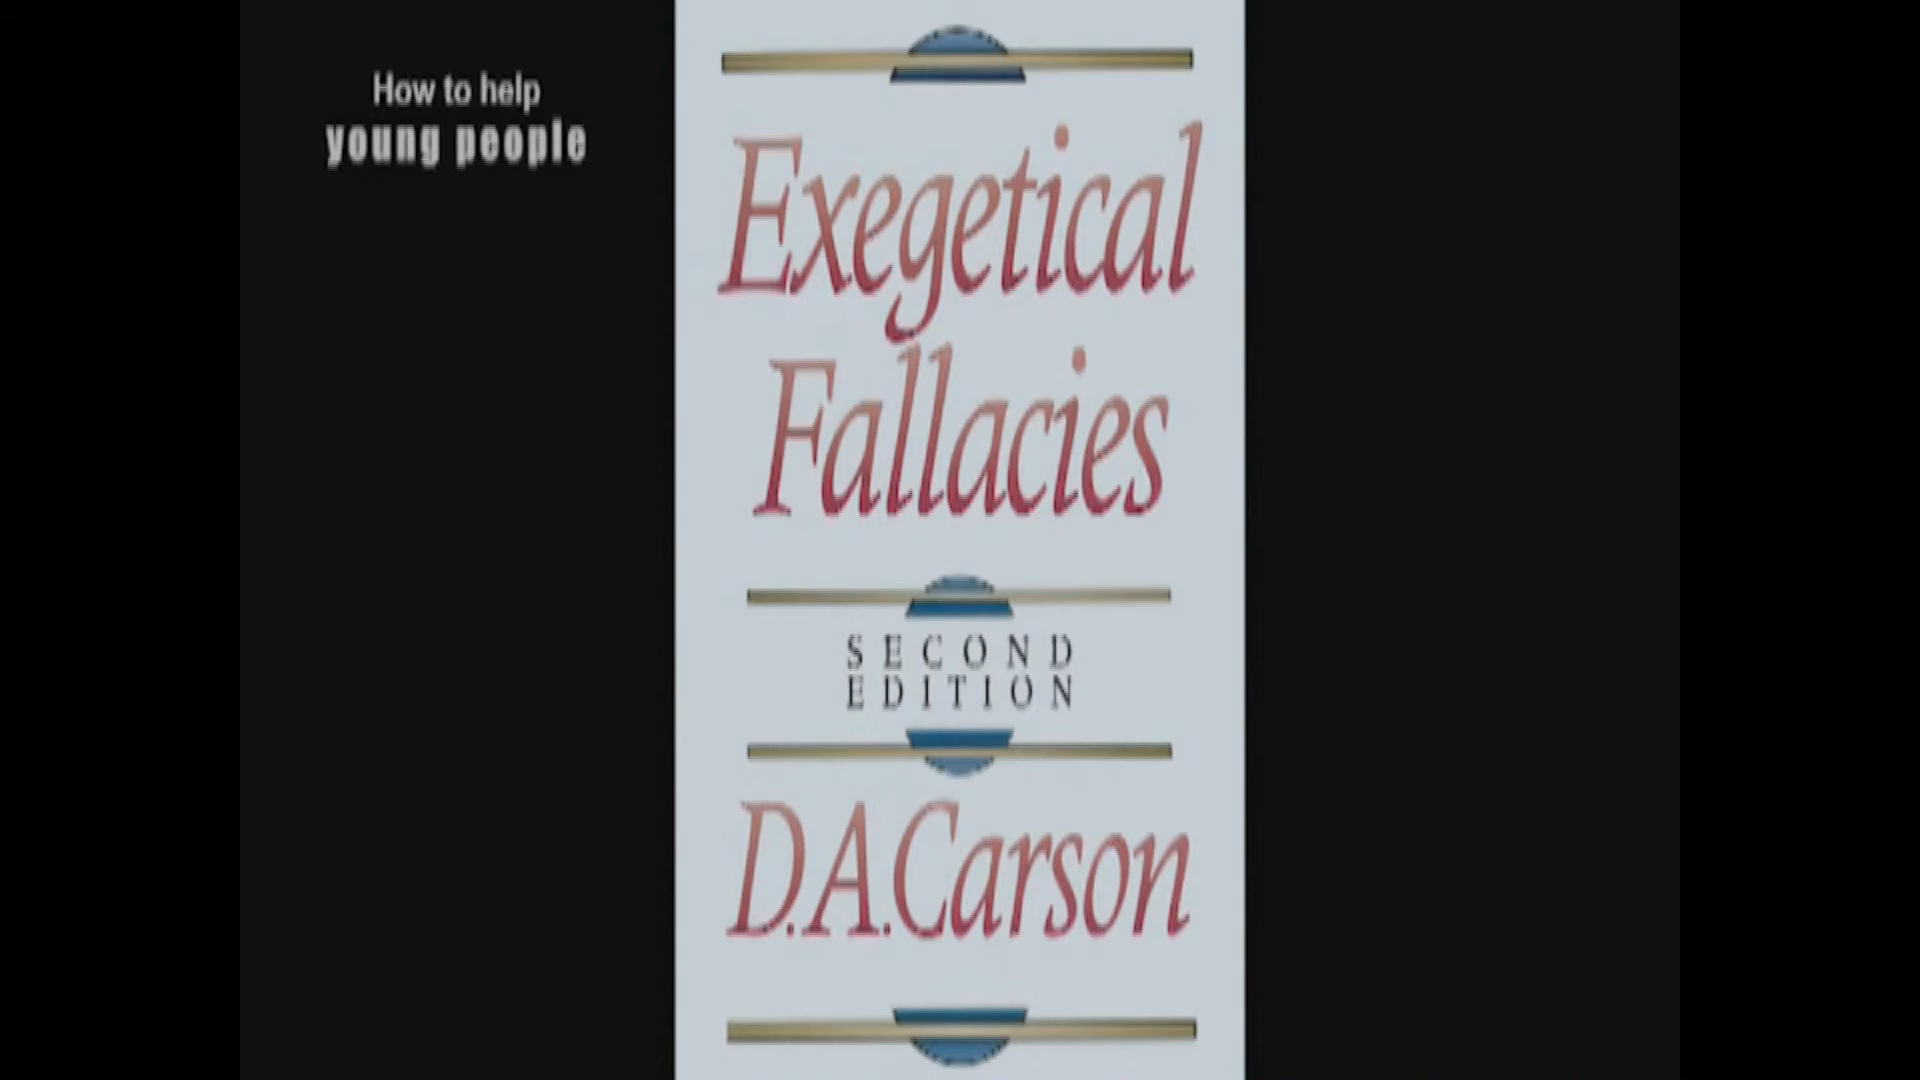 How to help
young people
Exegetical
Fallacies
SECOND
EDITION
D.A.Carson